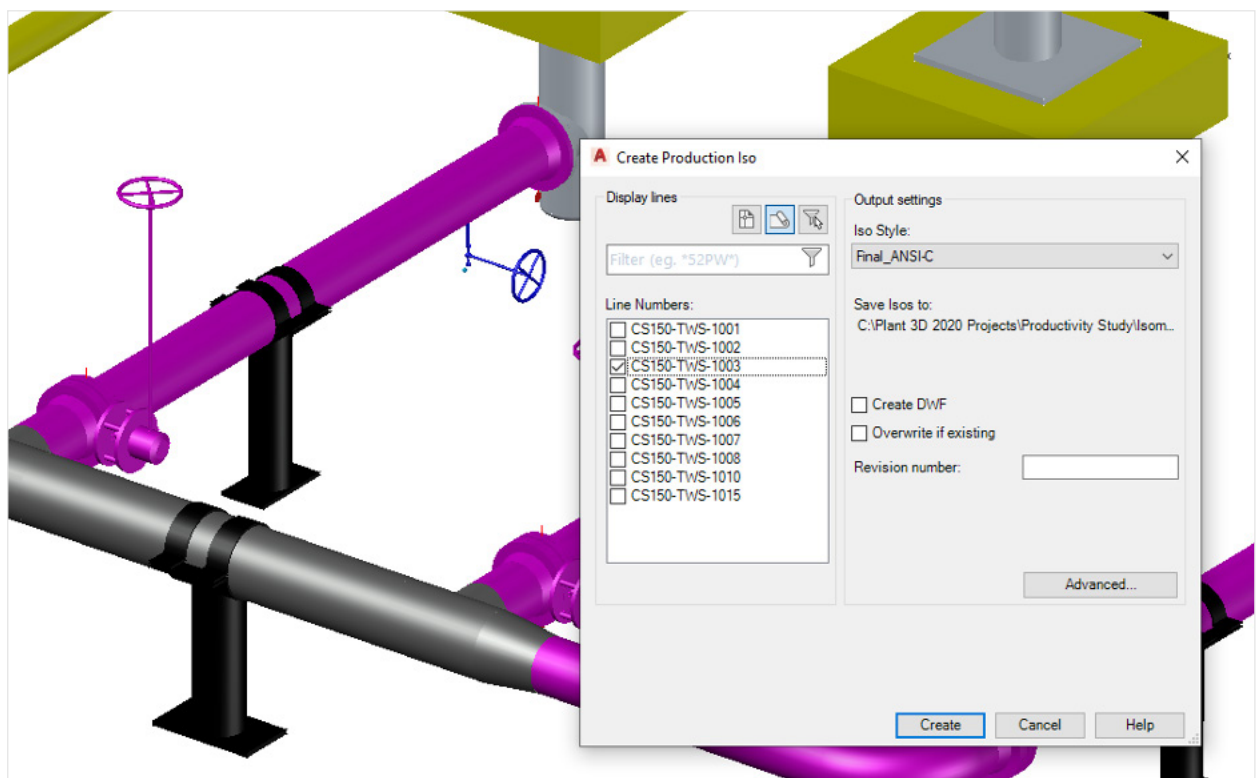 Create Production Iso
Display lines
Filter (eg. *52PW*)
Line Numbers:
CS150-TWS-1001
CS150-TWS-1002
CS150-TWS-1003
CS150-TWS-1004
CS150-TWS-1005
CS150-TWS-1006
CS150-TWS-1007
CS150-TWS-1008
CS150-TWS-1010
CS150-TWS-1015
Output settings
Iso Style:
Final_ANSI-C
Save Isos to:
C:\Plant 3D 2020 Projects\Productivity Study\Isom...
Create DWF
Overwrite if existing
Revision number:
Advanced...
Create
Cancel
Help